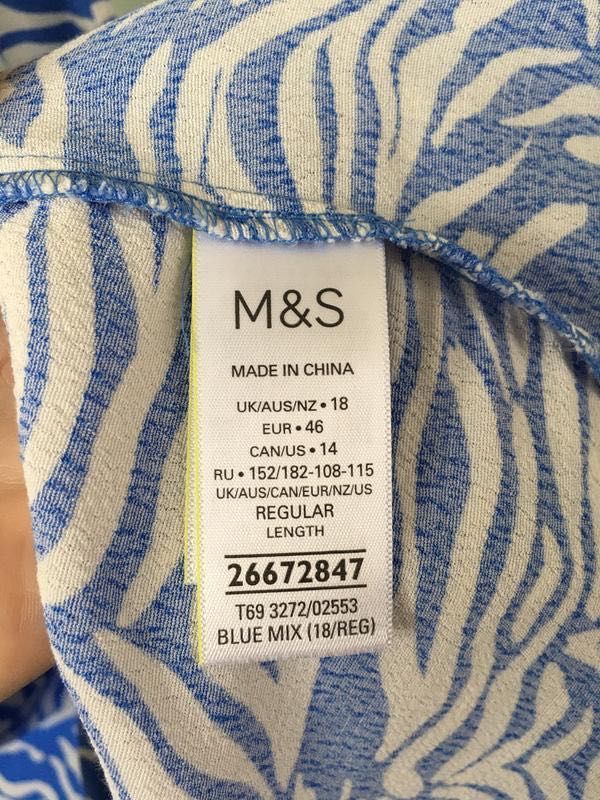 M&S
MADE IN CHINA
UK/AUS/NZ • 18
EUR • 46
CAN/US • 14
RU • 152/182-108-115
UK/AUS/CAN/EUR/NZ/US
REGULAR
LENGTH
26672847
T69 3272/02553
BLUE MIX (18/REG)